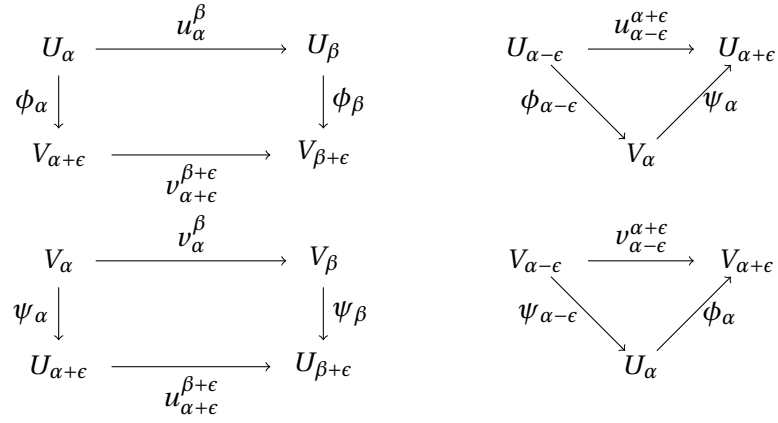 u_α^β u_{α-ϵ}^{α+ϵ}
U_α U_β U_{α-ϵ} U_{α+ϵ}
ϕ_α ϕ_β ϕ_{α-ϵ} ψ_α
V_{α+ϵ} V_{β+ϵ} V_α
v_{α+ϵ}^{β+ϵ}
v_α^β v_{α-ϵ}^{α+ϵ}
V_α V_β V_{α-ϵ} V_{α+ϵ}
ψ_α ψ_β ψ_{α-ϵ} ϕ_α
U_{α+ϵ} U_{β+ϵ} U_α
u_{α+ϵ}^{β+ϵ}